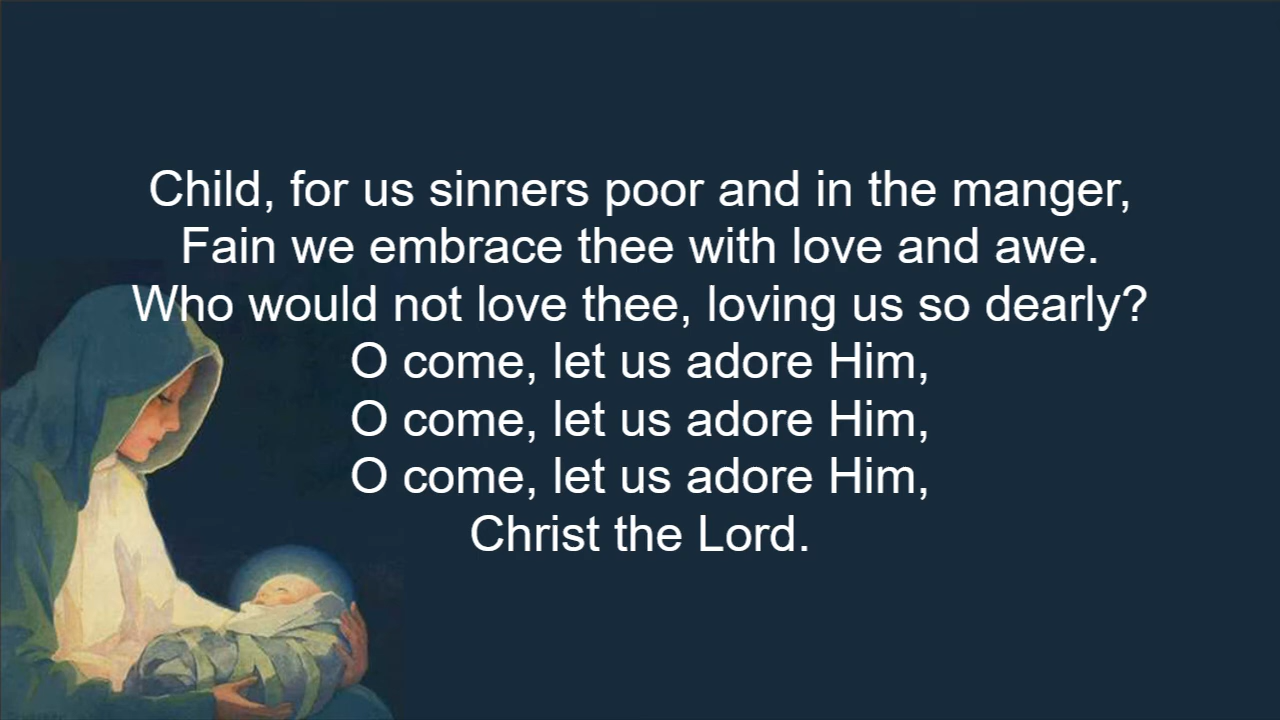 Child, for us sinners poor and in the manger,
Fain we embrace thee with love and awe.
Who would not love thee, loving us so dearly?
O come, let us adore Him,
O come, let us adore Him,
O come, let us adore Him,
Christ the Lord.